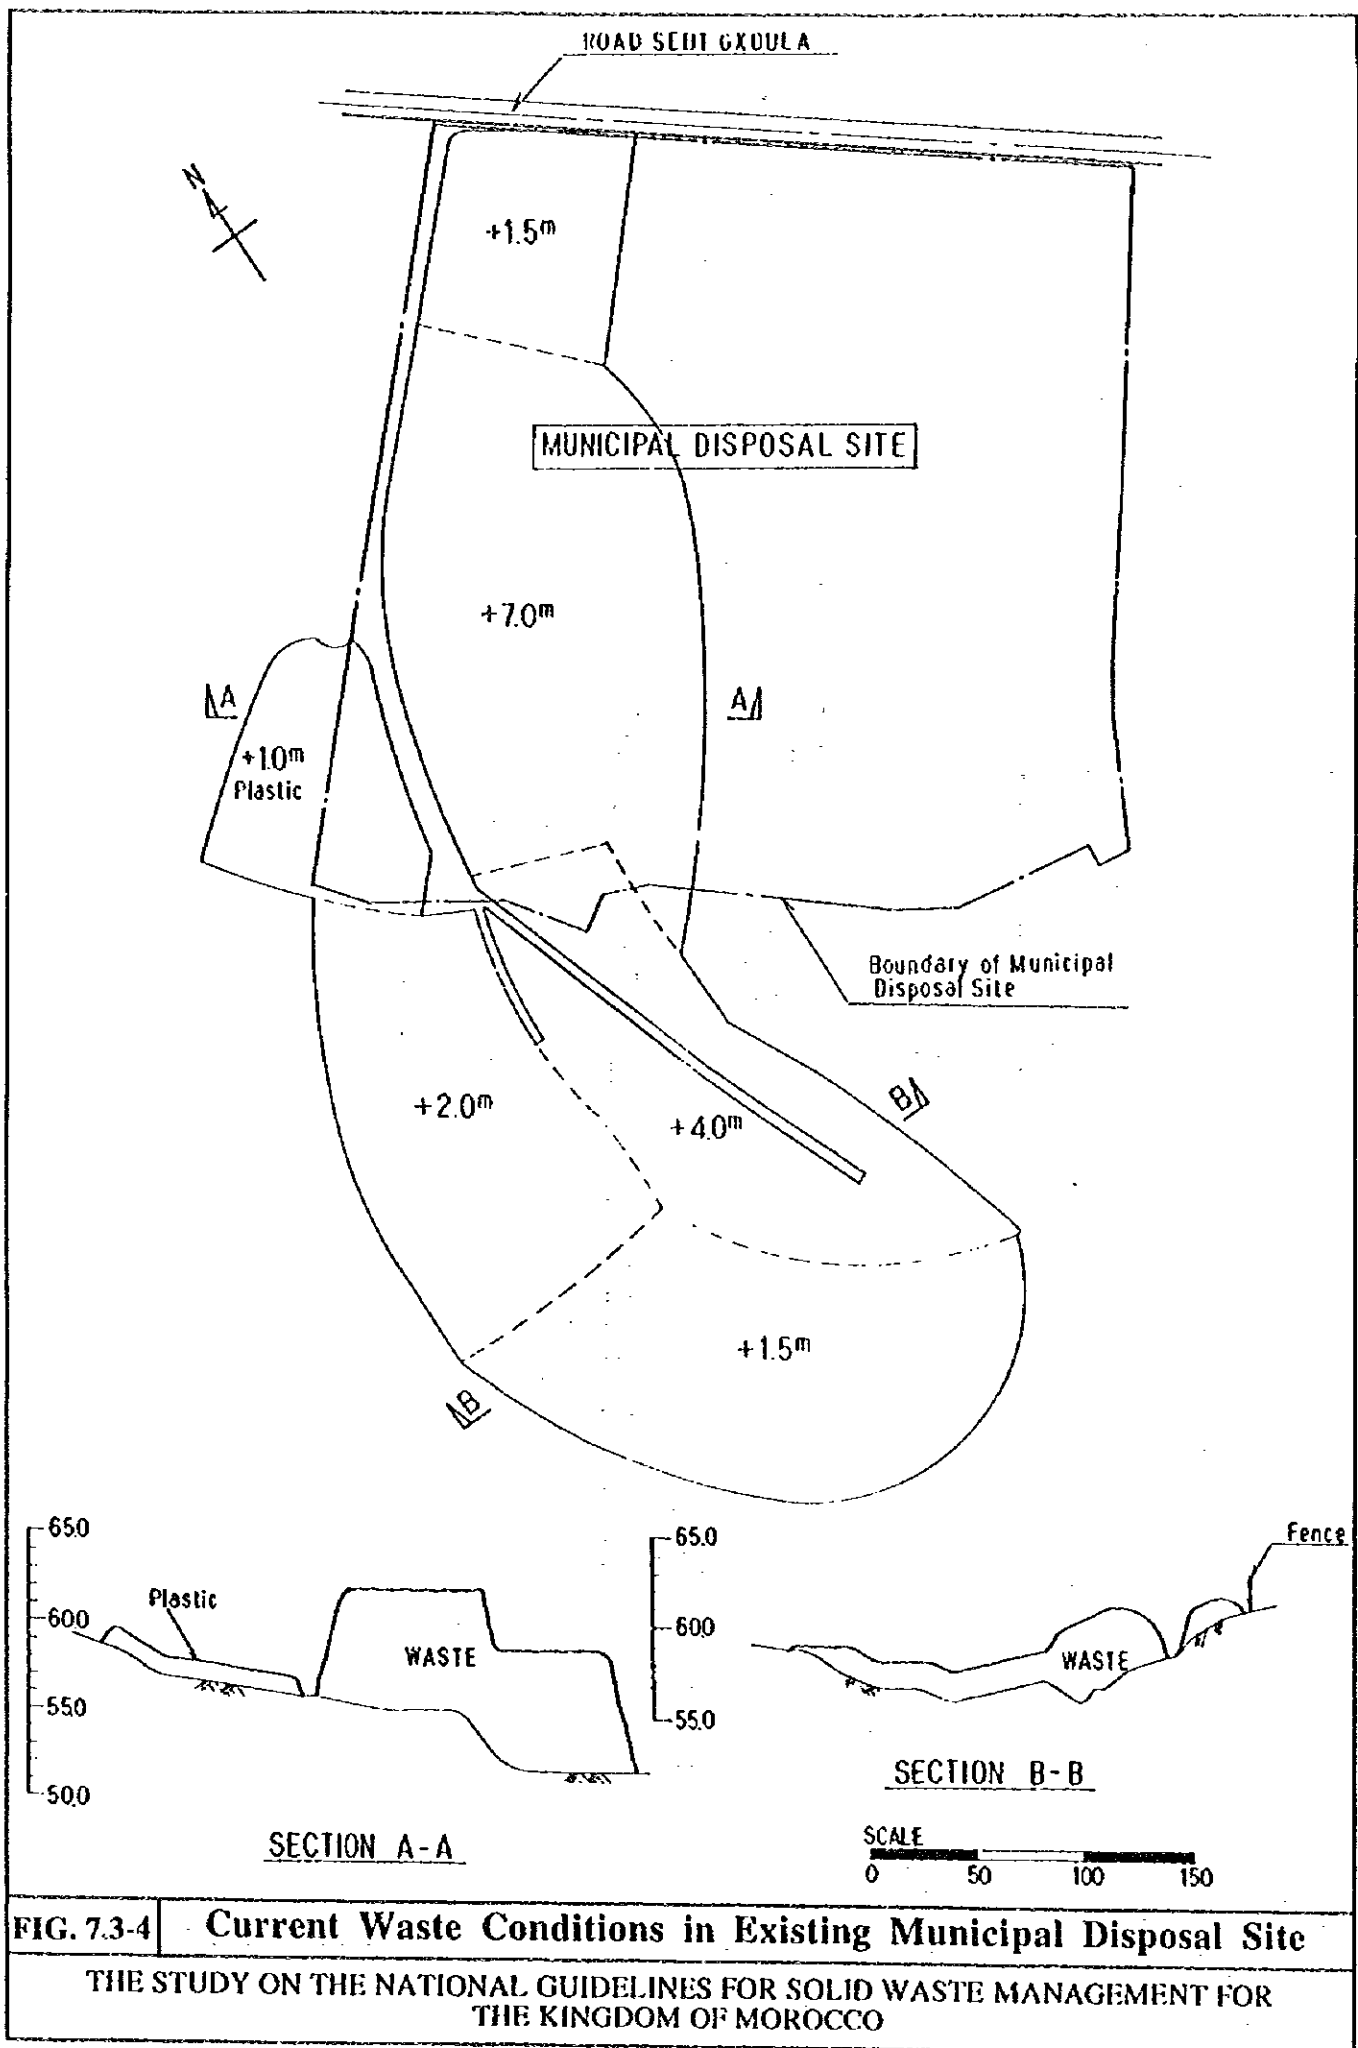 ROAD SEDI GXOULA
N
+1.5m
MUNICIPAL DISPOSAL SITE
+7.0m
A
A
+1.0m
Plastic
Boundary of Municipal
Disposal Site
B
+2.0m
+4.0m
+1.5m
B
65.0
60.0
55.0
50.0
Plastic
WASTE
SECTION A-A
65.0
60.0
55.0
Fence
WASTE
SECTION B-B
SCALE
0 50 100 150
FIG. 7.3-4 Current Waste Conditions in Existing Municipal Disposal Site
THE STUDY ON THE NATIONAL GUIDELINES FOR SOLID WASTE MANAGEMENT FOR
THE KINGDOM OF MOROCCO